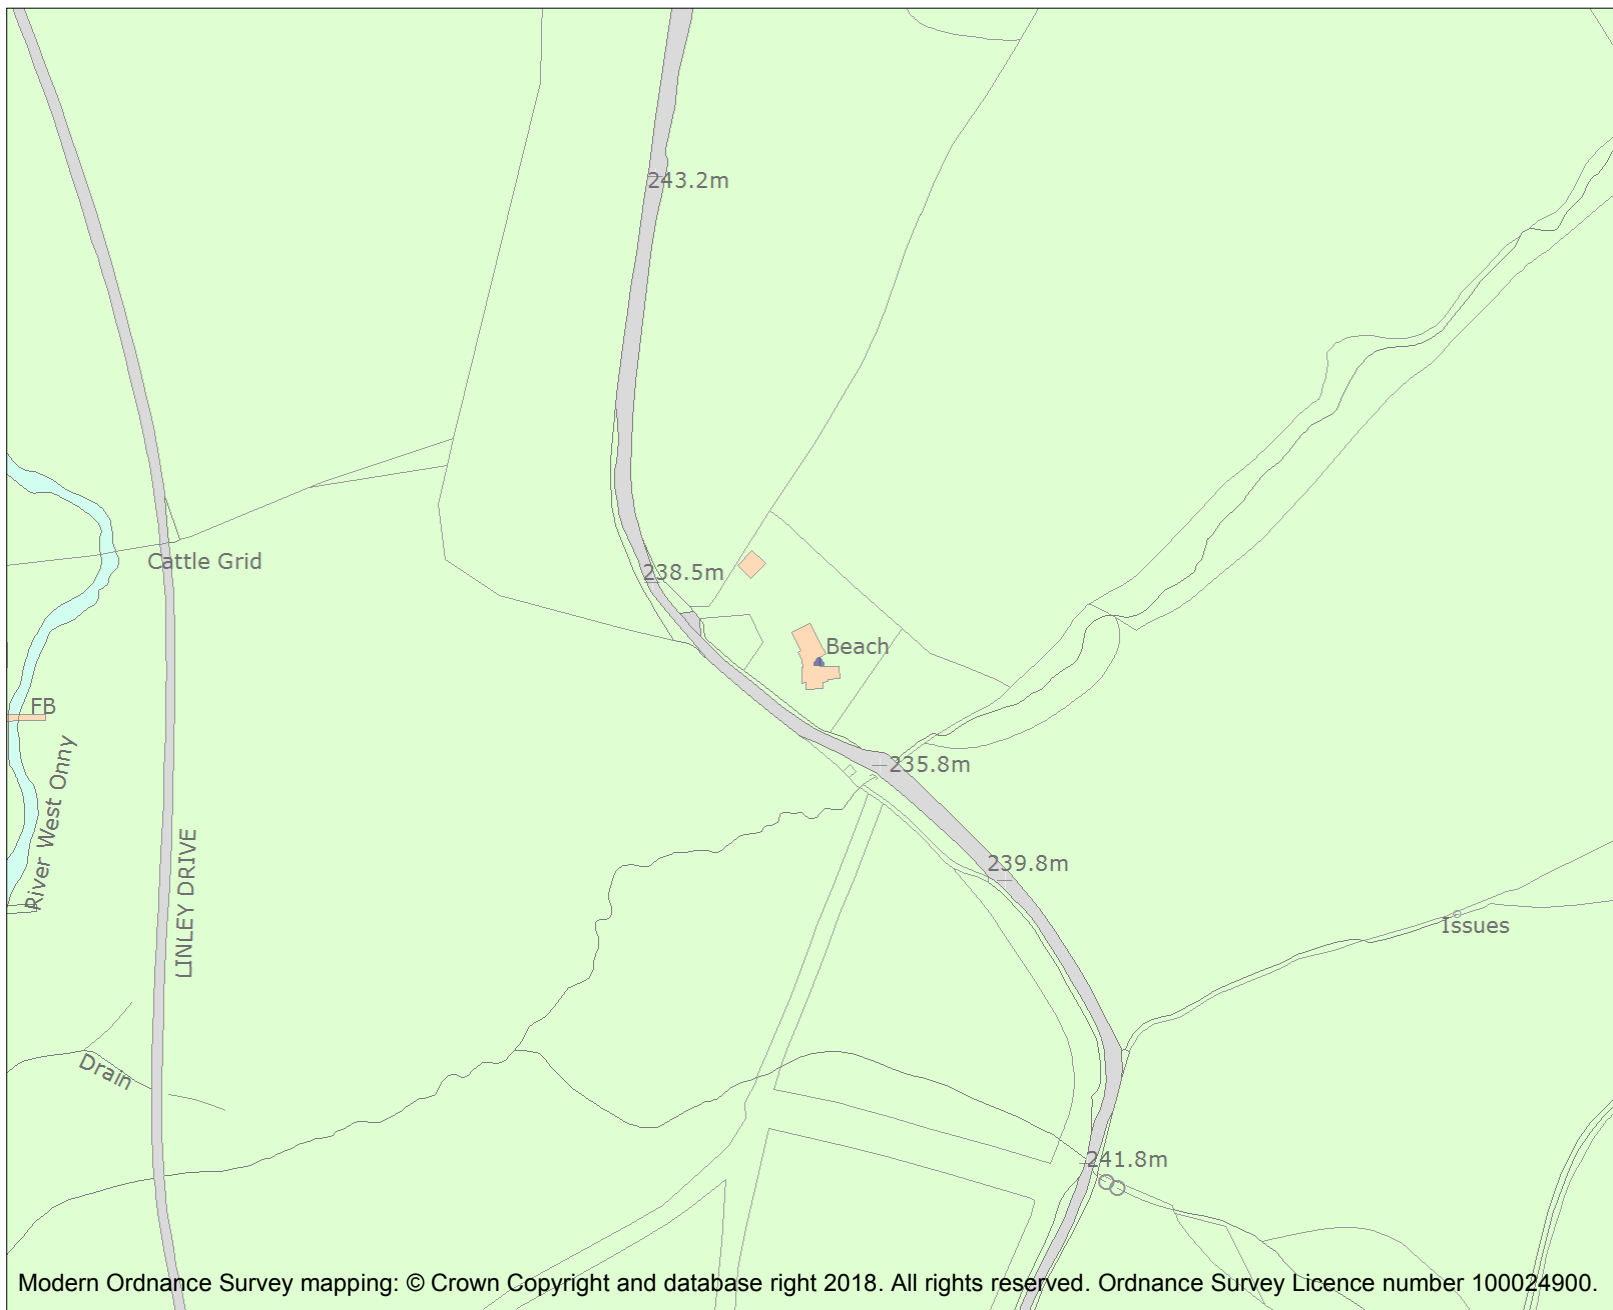 243.2m
Cattle Grid
238.5m
Beach
FB
River West Onny
235.8m
LINLEY DRIVE
239.8m
Issues
Drain
241.8m
Modern Ordnance Survey mapping: © Crown Copyright and database right 2018. All rights reserved. Ordnance Survey Licence number 100024900.